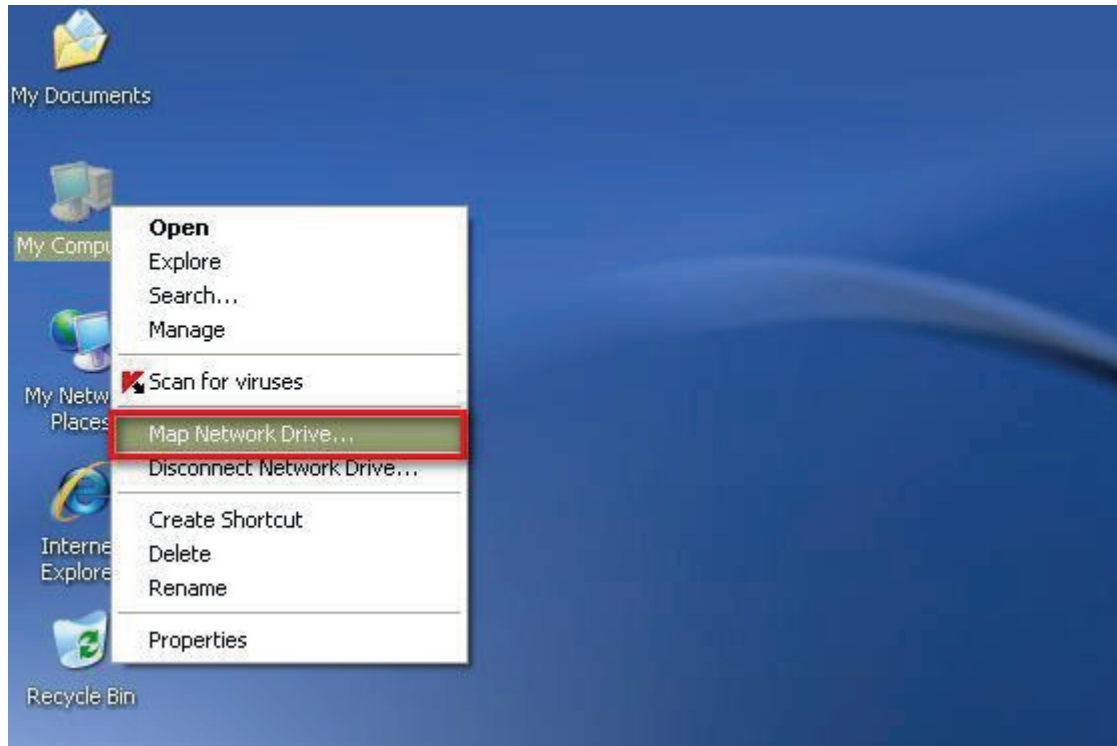 My Documents
My Compu
My Netw
Places
Interne
Explore
Recycle Bin
Open
Explore
Search...
Manage
Scan for viruses
Map Network Drive...
Disconnect Network Drive...
Create Shortcut
Delete
Rename
Properties